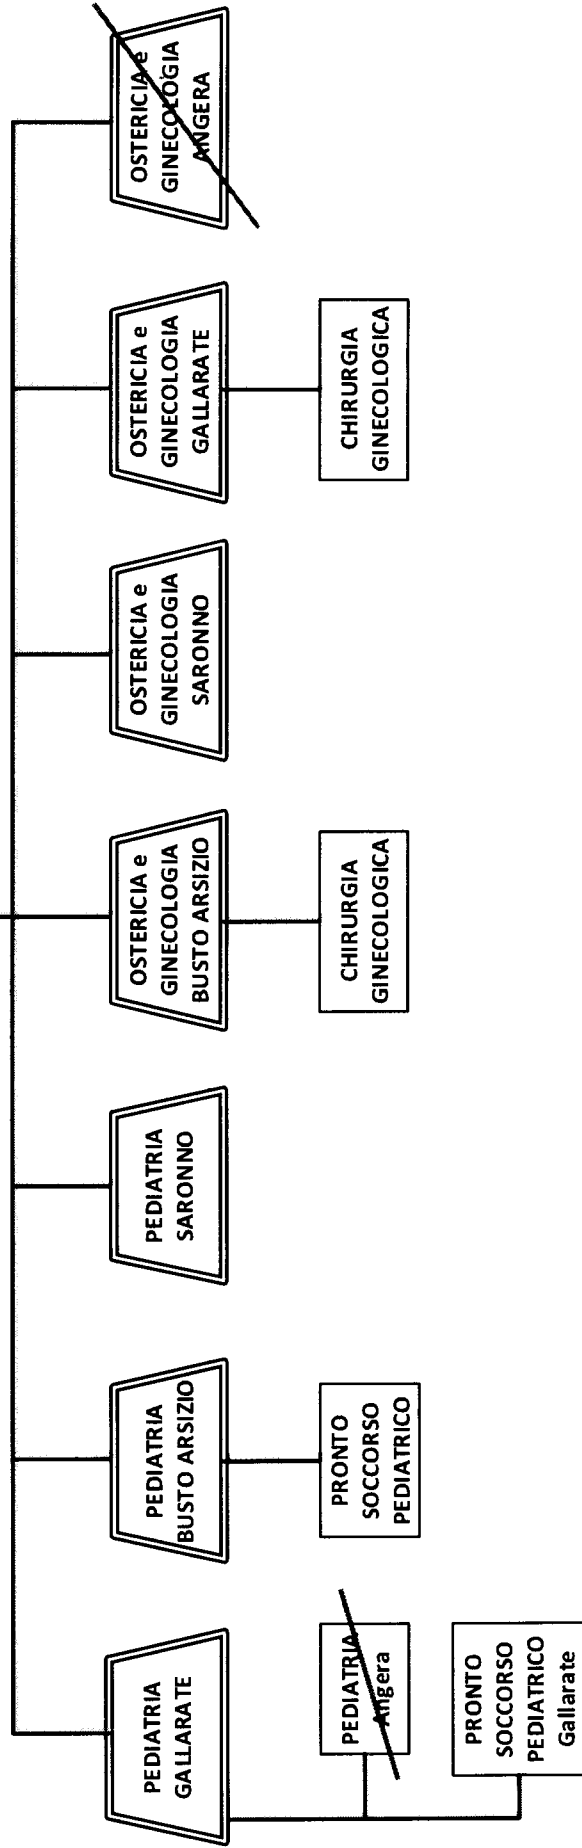 PEDIATRIA
GALLARATE
PEDIATRIA
Angera
PRONTO
SOCCORSO
PEDIATRICO
Gallarate
PEDIATRIA
BUSTO ARSIZIO
PRONTO
SOCCORSO
PEDIATRICO
PEDIATRIA
SARONNO
OSTERICIA e
GINECOLOGIA
BUSTO ARSIZIO
CHIRURGIA
GINECOLOGICA
OSTERICIA e
GINECOLOGIA
SARONNO
OSTERICIA e
GINECOLOGIA
GALLARATE
CHIRURGIA
GINECOLOGICA
OSTERICIA e
GINECOLOGIA
ANGERA